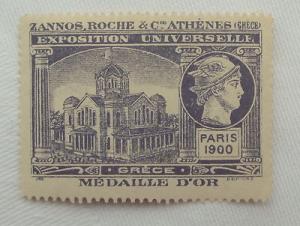 ZANNOS, ROCHE & Cie ATHÈNES (GRÈCE)
EXPOSITION UNIVERSELLE
PARIS
1900
GRÈCE
MÉDAILLE D'OR